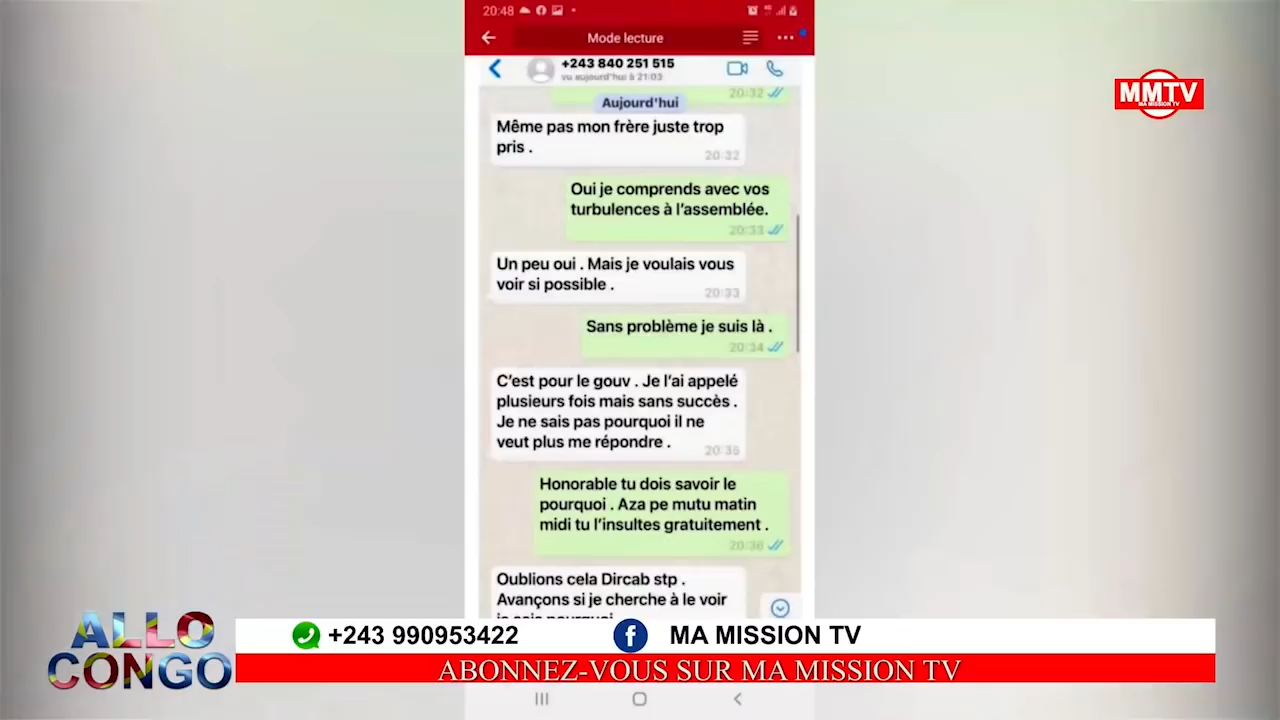 20:48
Mode lecture
+243 840 251 515
vu aujourd'hui à 21:03
20:32
Aujourd'hui
Même pas mon frère juste trop
pris .
20:32
Oui je comprends avec vos
turbulences à l'assemblée.
20:33
Un peu oui . Mais je voulais vous
voir si possible .
20:33
Sans problème je suis là .
20:34
C'est pour le gouv . Je l'ai appelé
plusieurs fois mais sans succès .
Je ne sais pas pourquoi il ne
veut plus me répondre .
20:35
Honorable tu dois savoir le
pourquoi . Aza pe mutu matin
midi tu l'insultes gratuitement .
20:36
Oublions cela Dircab stp .
Avançons si je cherche à le voir
MMTV
MA MISSION TV
ALLO
CONGO
+243 990953422
MA MISSION TV
ABONNEZ-VOUS SUR MA MISSION TV